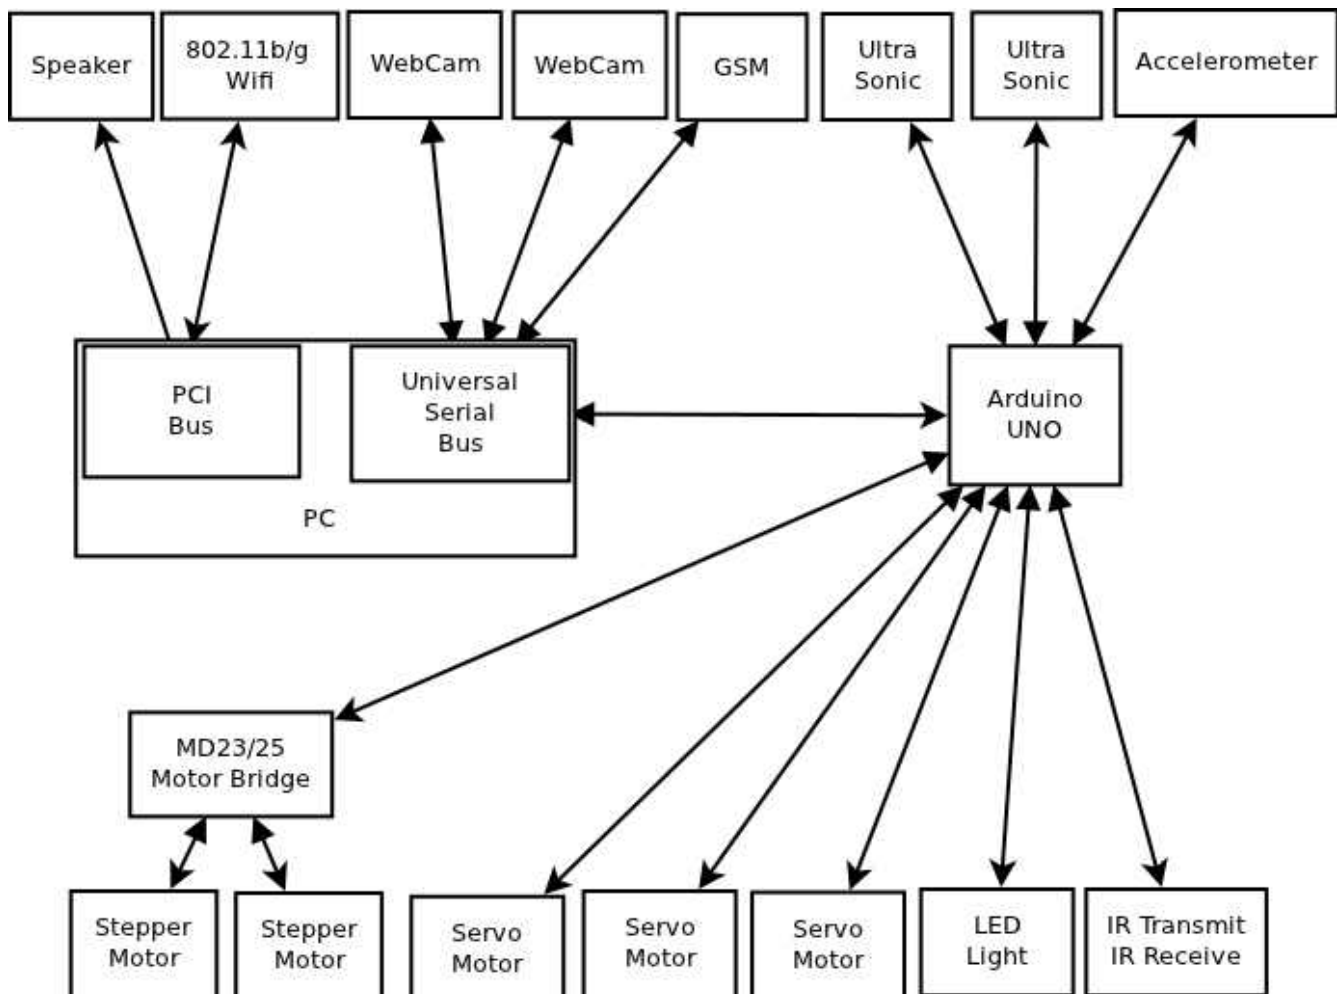 Speaker
802.11b/g
Wifi
WebCam
WebCam
GSM
Ultra
Sonic
Ultra
Sonic
Accelerometer
PCI
Bus
Universal
Serial
Bus
PC
Arduino
UNO
MD23/25
Motor Bridge
Stepper
Motor
Stepper
Motor
Servo
Motor
Servo
Motor
Servo
Motor
LED
Light
IR Transmit
IR Receive